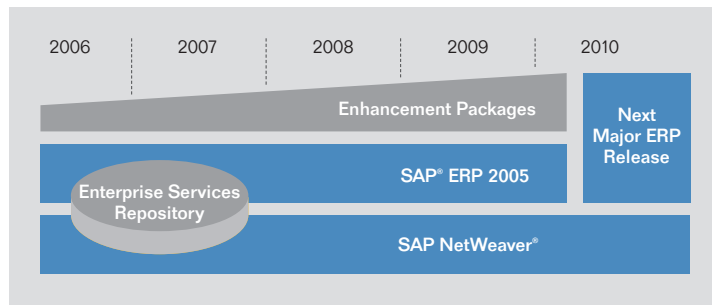 2006 2007 2008 2009 2010
Enhancement Packages
Next
Major ERP
Release
SAP® ERP 2005
Enterprise Services
Repository
SAP NetWeaver®